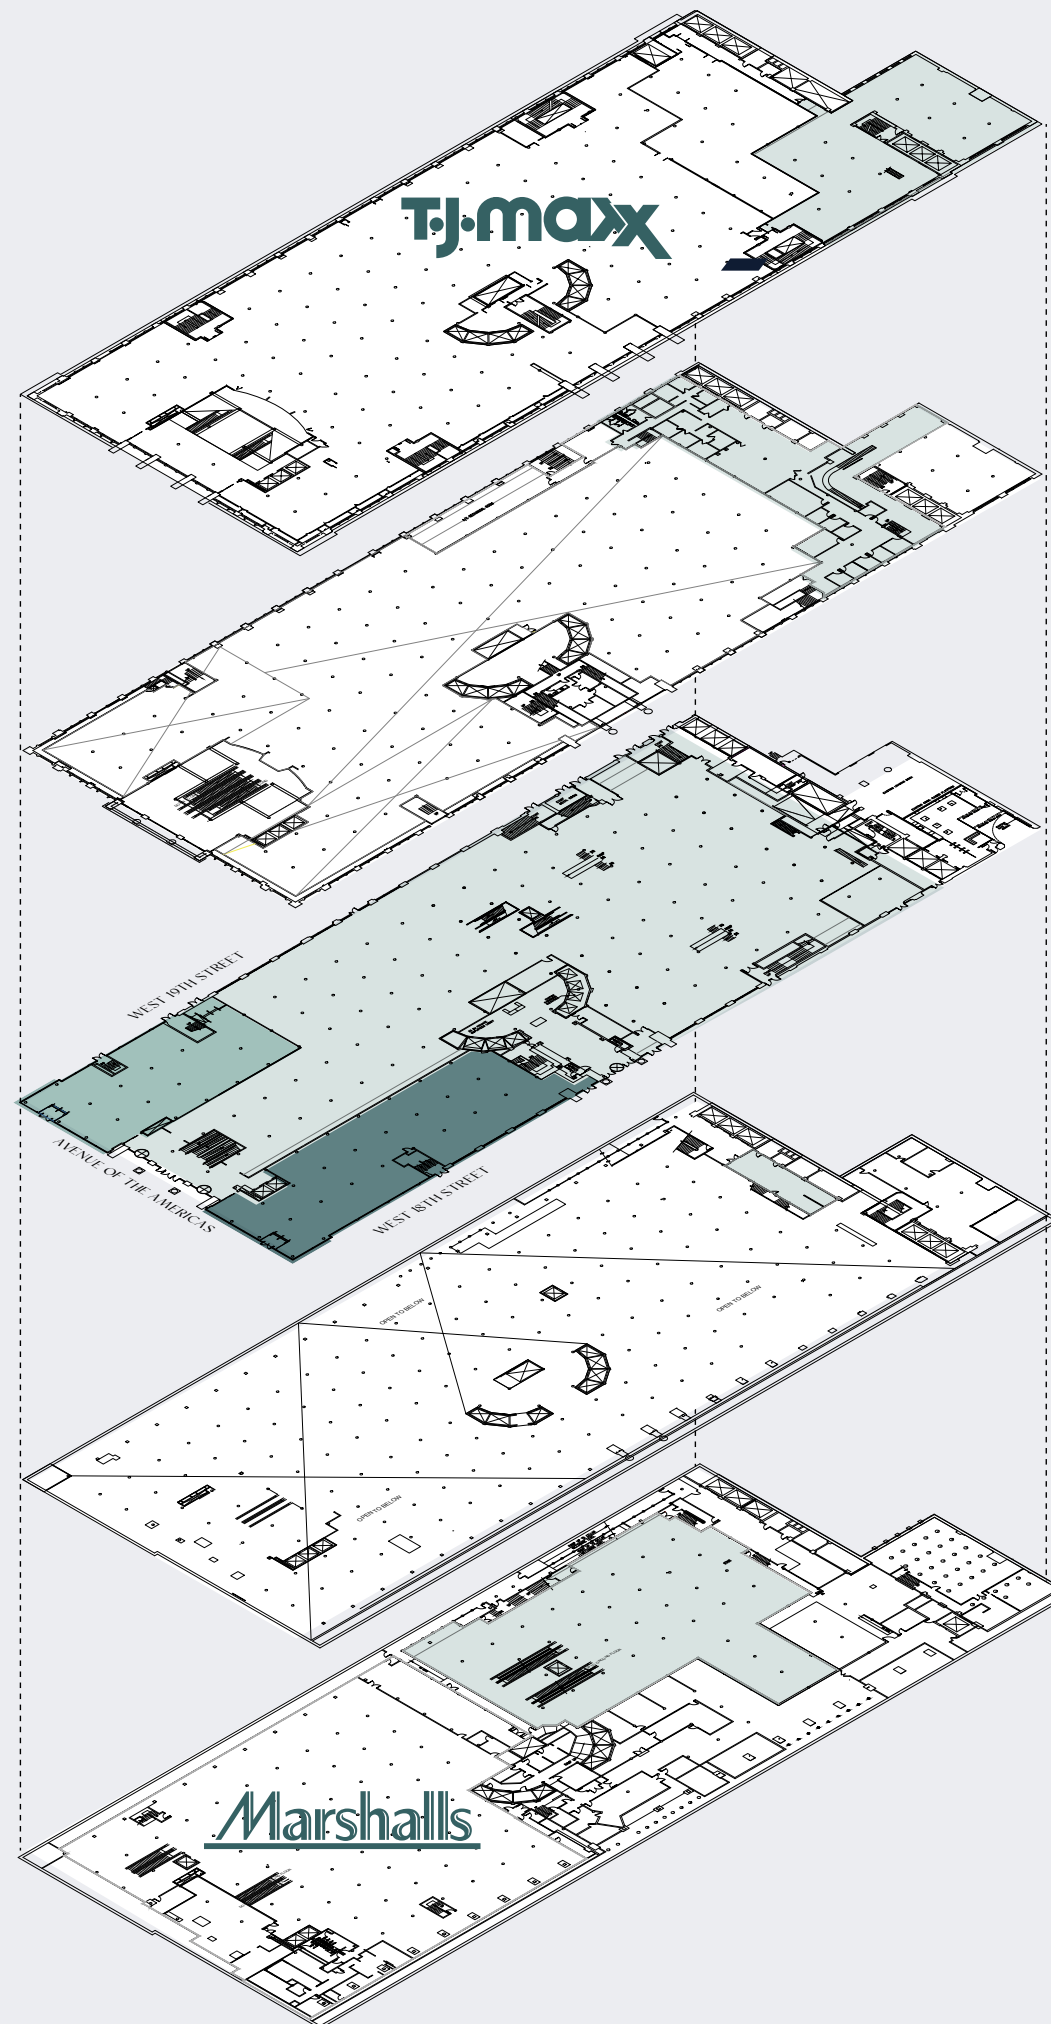 T.J.maxx
WEST 19TH STREET
AVENUE OF THE AMERICAS
WEST 18TH STREET
OPEN TO BELOW
OPEN TO BELOW
OPEN TO BELOW
Marshalls